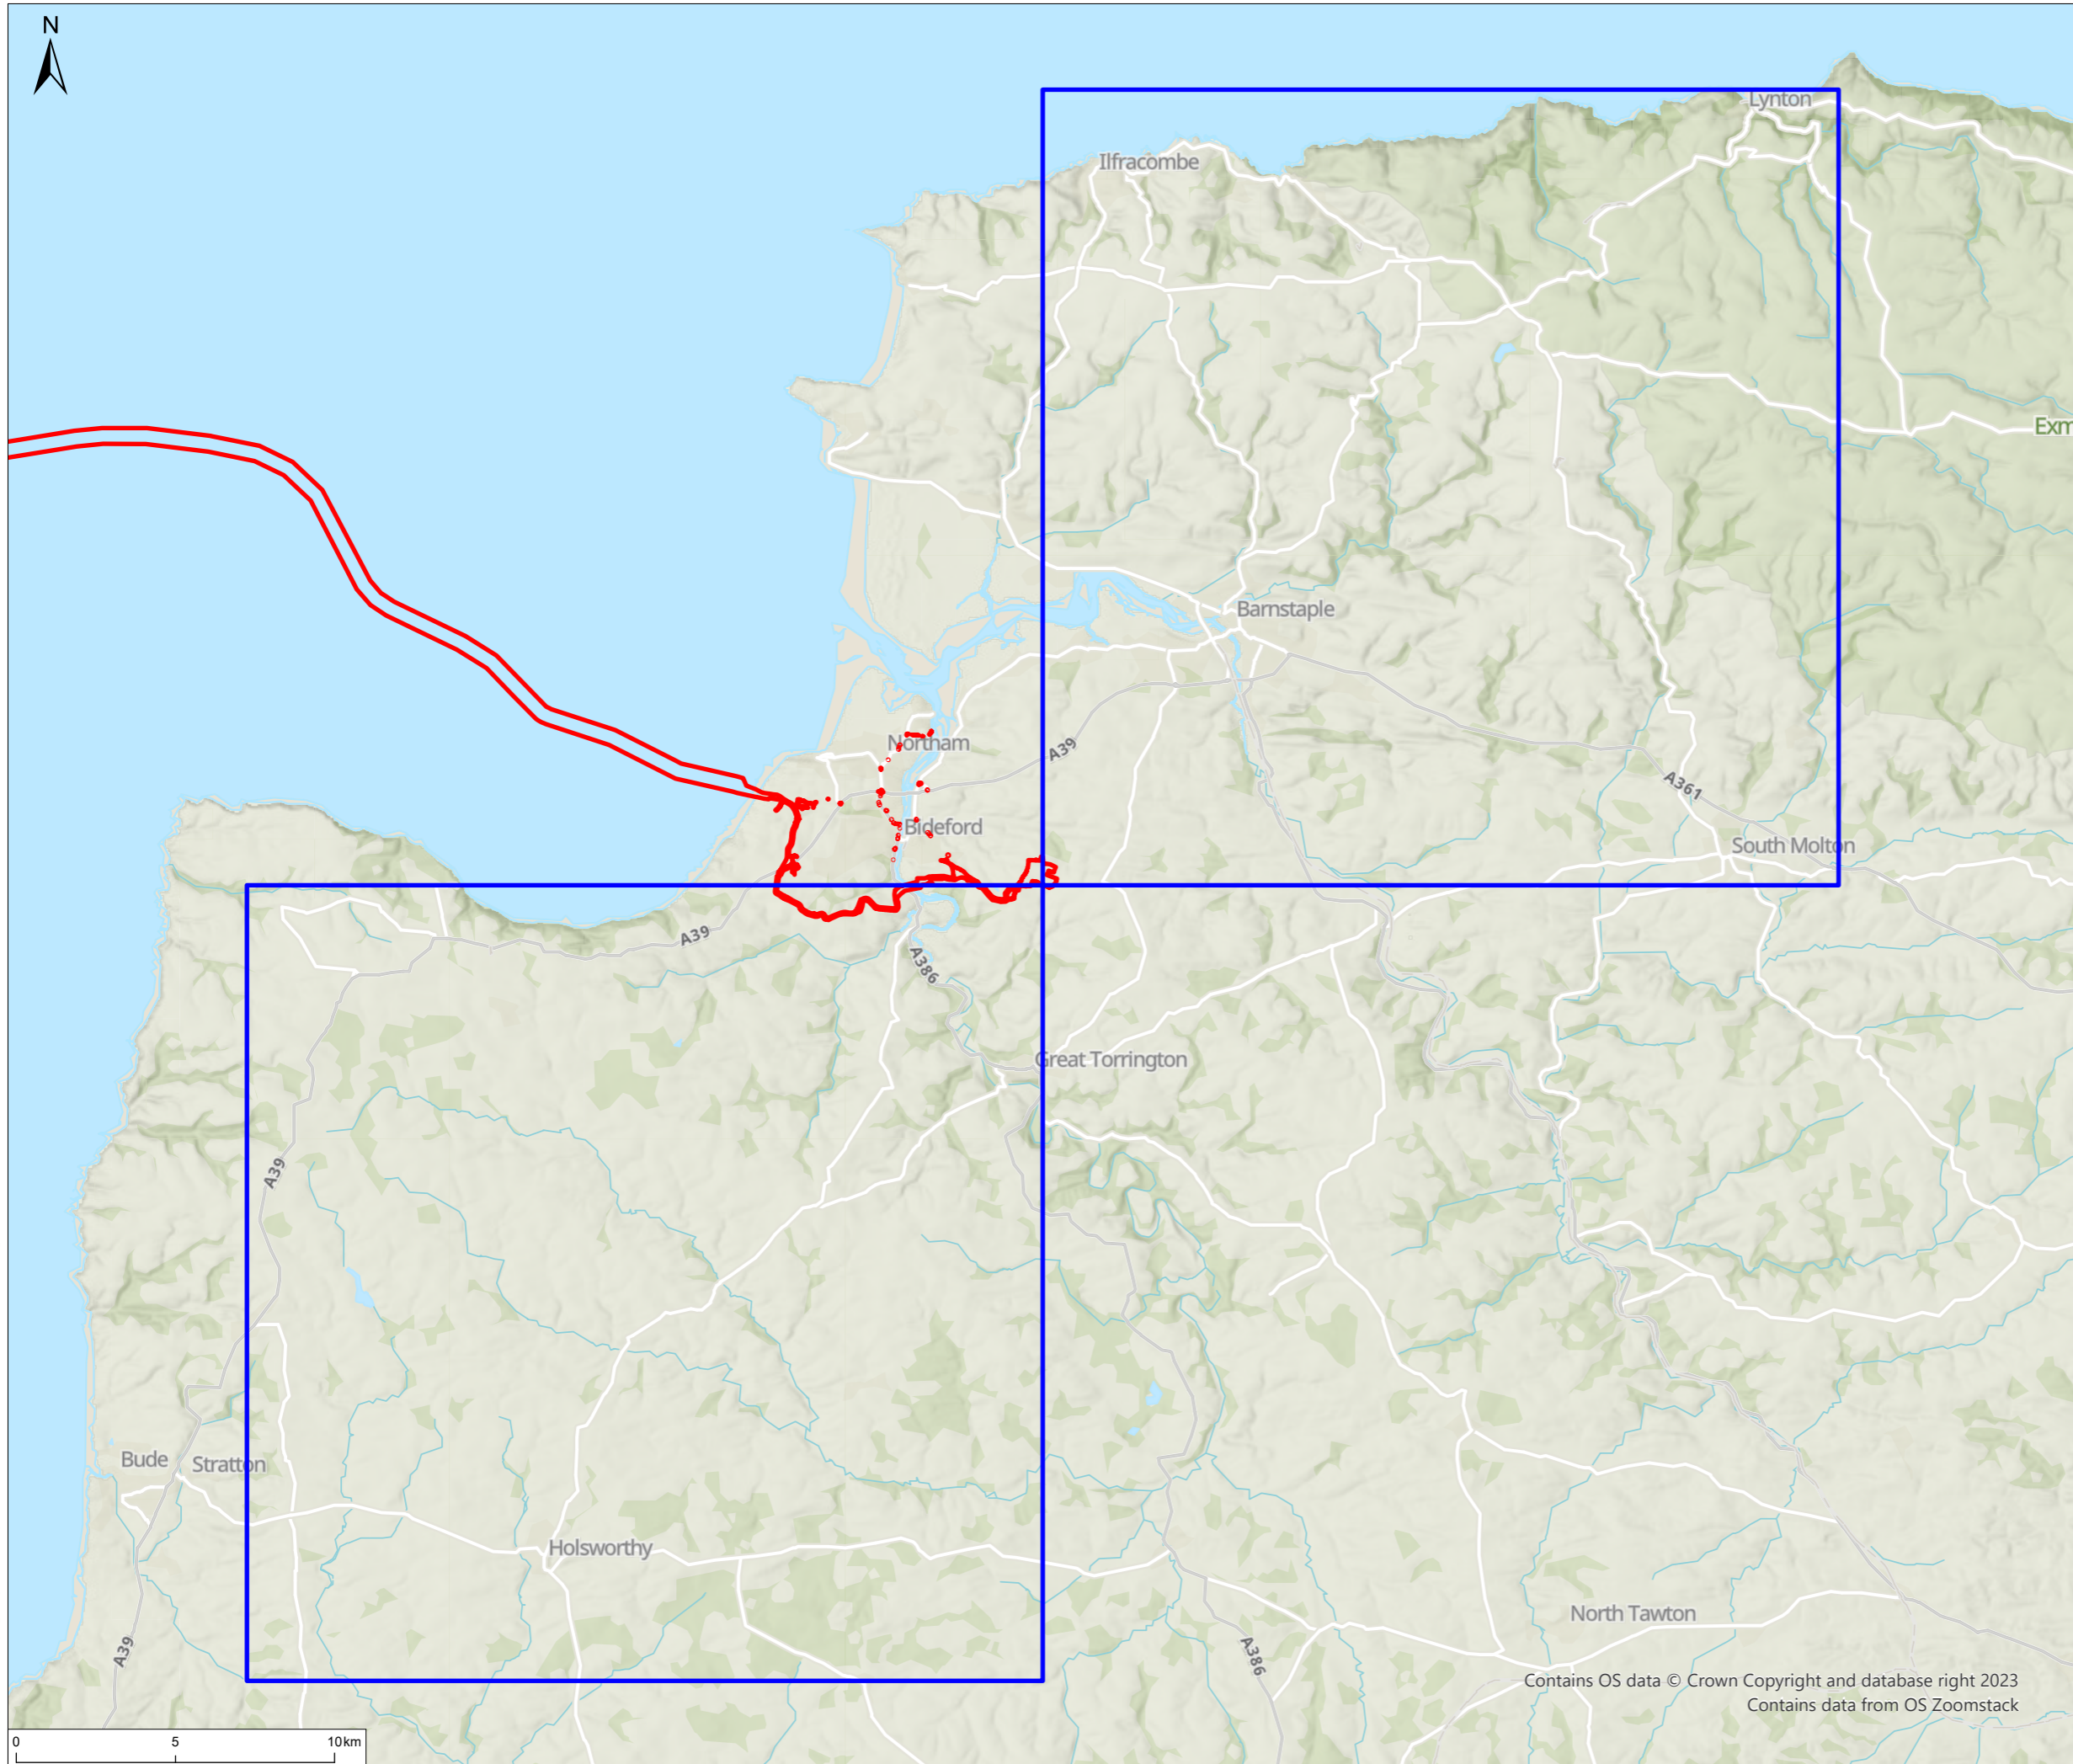 N
Lynton
Ilfracombe
Exm
Barnstaple
Northam
A39
A361
Bideford
South Molton
A39
A386
Great Torrington
A39
Bude
Stratton
Holsworthy
North Tawton
A39
A386
Contains OS data © Crown Copyright and database right 2023
Contains data from OS Zoomstack
0 5 10km